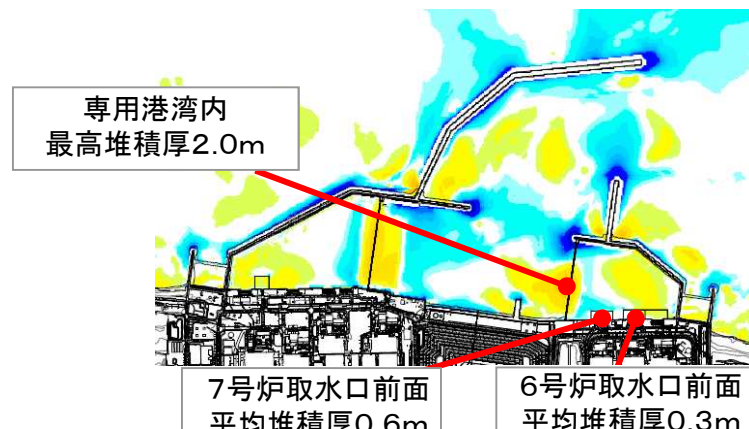 専用港湾内
最高堆積厚2.0m
7号炉取水口前面
平均堆積厚0.6m
6号炉取水口前面
平均堆積厚0.3m